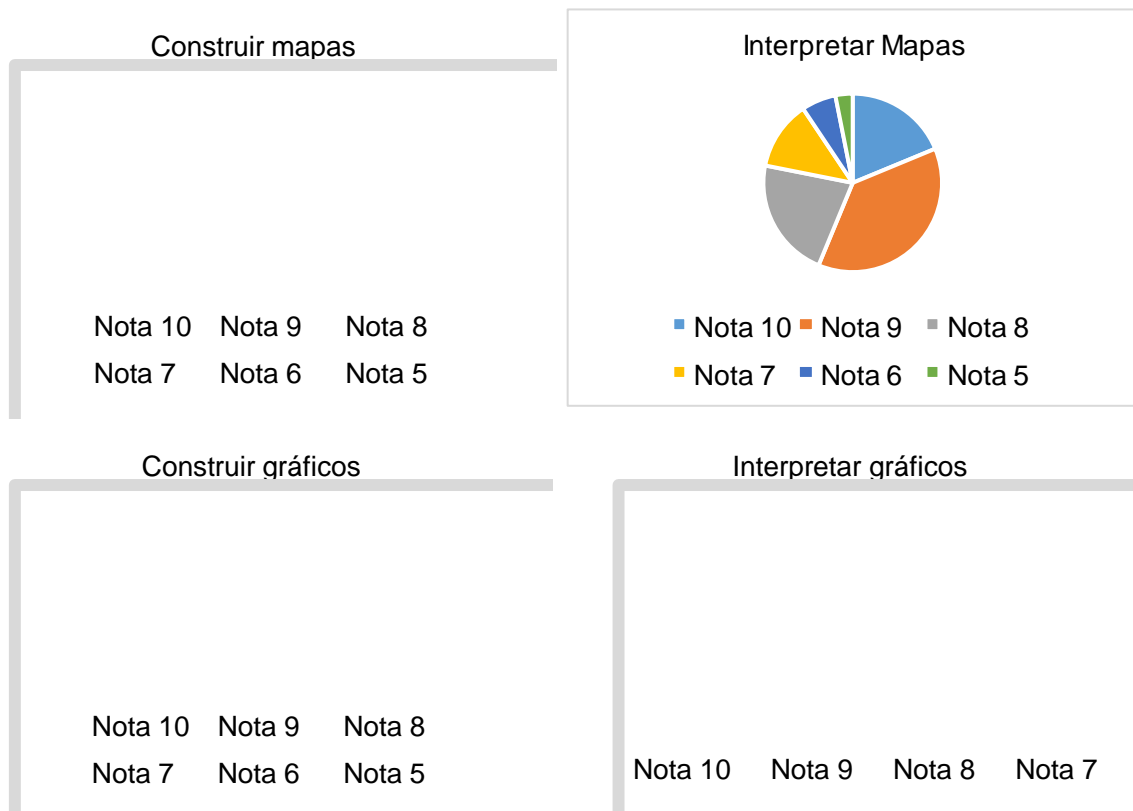 Construir mapas
Nota 10 Nota 9 Nota 8
Nota 7 Nota 6 Nota 5
Interpretar Mapas
Nota 10 Nota 9 Nota 8
Nota 7 Nota 6 Nota 5
Construir gráficos
Nota 10 Nota 9 Nota 8
Nota 7 Nota 6 Nota 5
Interpretar gráficos
Nota 10 Nota 9 Nota 8 Nota 7